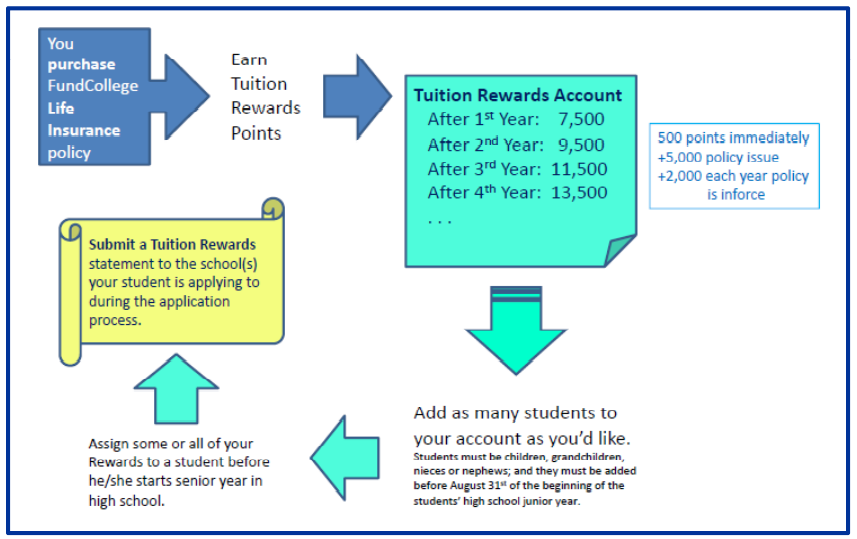 You
purchase
FundCollege
Life
Insurance
policy
Earn
Tuition
Rewards
Points
Tuition Rewards Account
After 1st Year: 7,500
After 2nd Year: 9,500
After 3rd Year: 11,500
After 4th Year: 13,500
. . .
500 points immediately
+5,000 policy issue
+2,000 each year policy
is inforce
Add as many students to
your account as you'd like.
Students must be children, grandchildren,
nieces or nephews; and they must be added
before August 31st of the beginning of the
students' high school junior year.
Assign some or all of your
Rewards to a student before
he/she starts senior year in
high school.
Submit a Tuition Rewards
statement to the school(s)
your student is applying to
during the application
process.